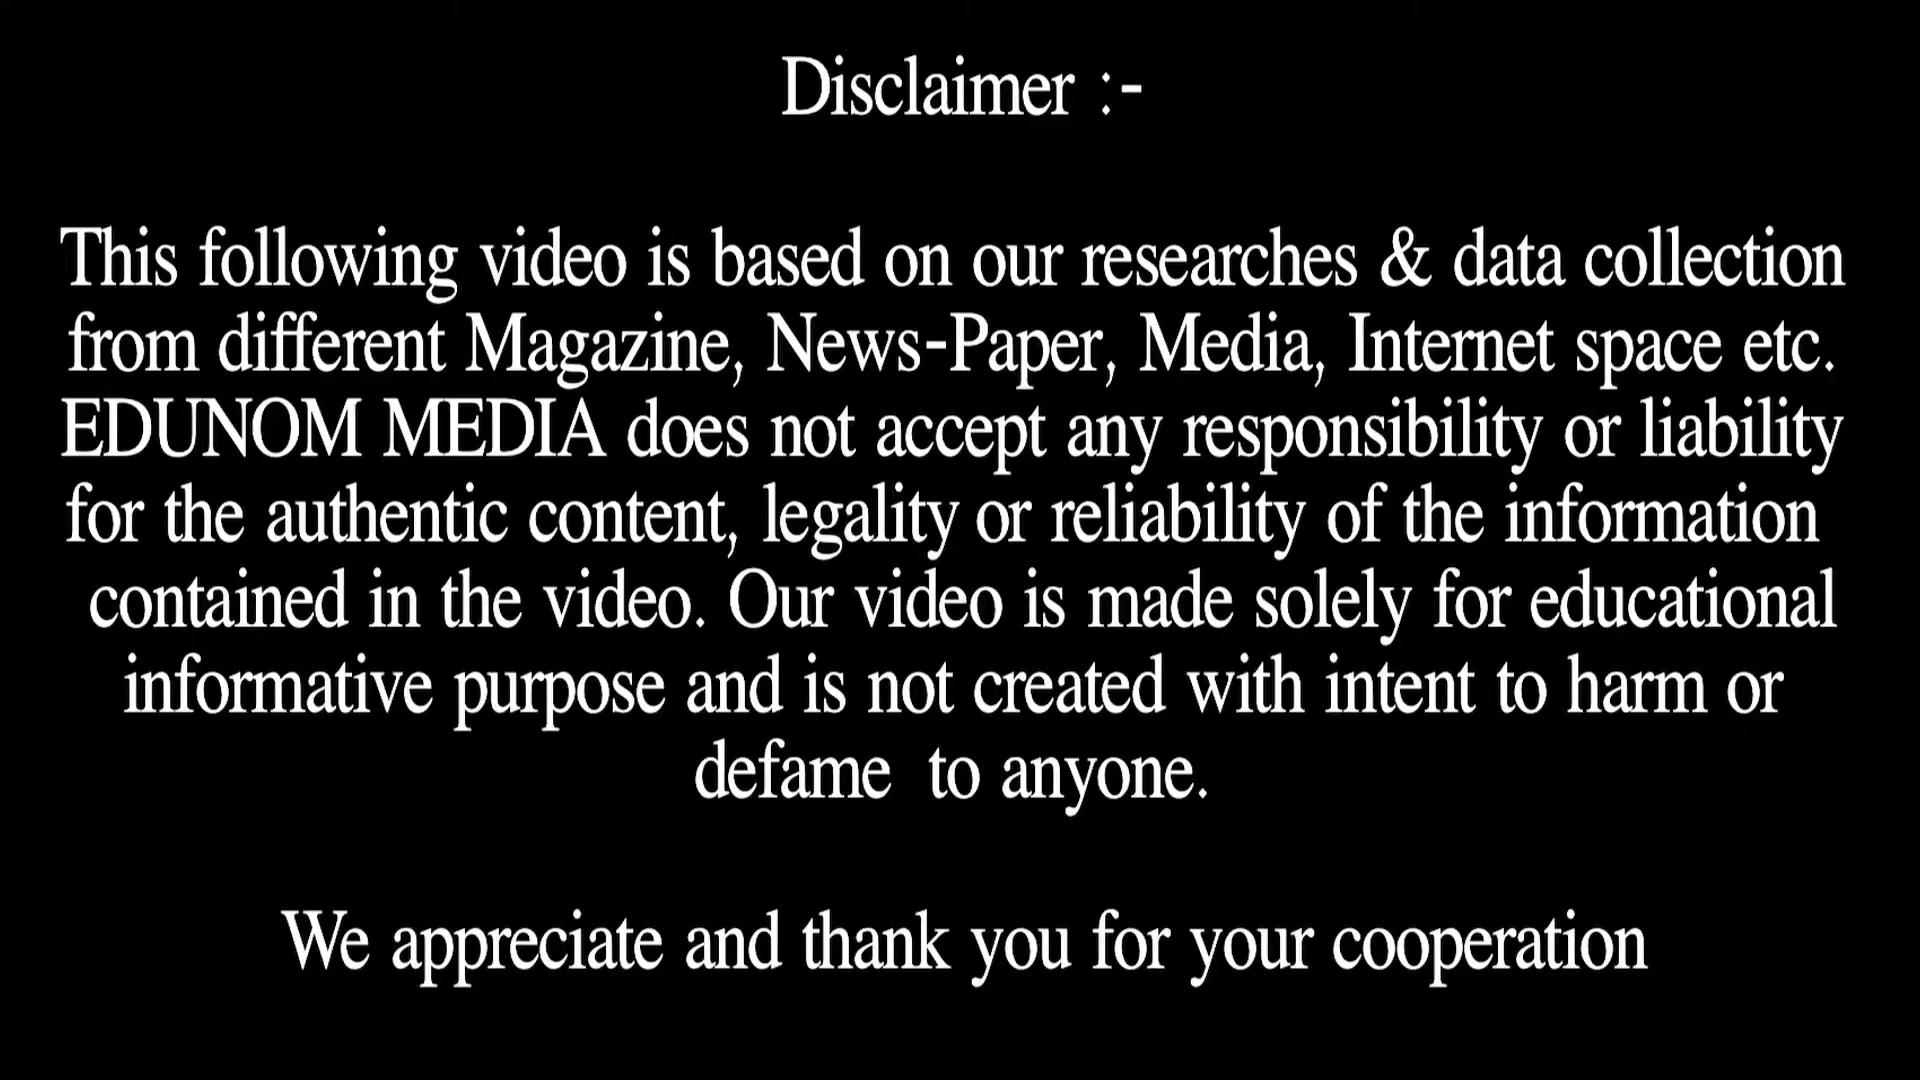 Disclaimer :-
This following video is based on our researches & data collection
from different Magazine, News-Paper, Media, Internet space etc.
EDUNOM MEDIA does not accept any responsibility or liability
for the authentic content, legality or reliability of the information
contained in the video. Our video is made solely for educational
informative purpose and is not created with intent to harm or
defame  to anyone.
We appreciate and thank you for your cooperation